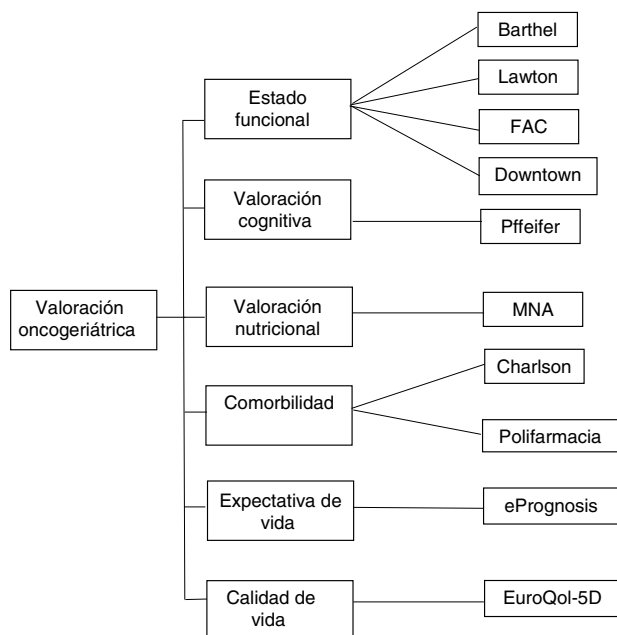 Valoración
oncogeriátrica
Estado
funcional
Barthel
Lawton
FAC
Downtown
Valoración
cognitiva
Pffeifer
Valoración
nutricional
MNA
Comorbilidad
Charlson
Polifarmacia
Expectativa de
vida
ePrognosis
Calidad de
vida
EuroQol-5D